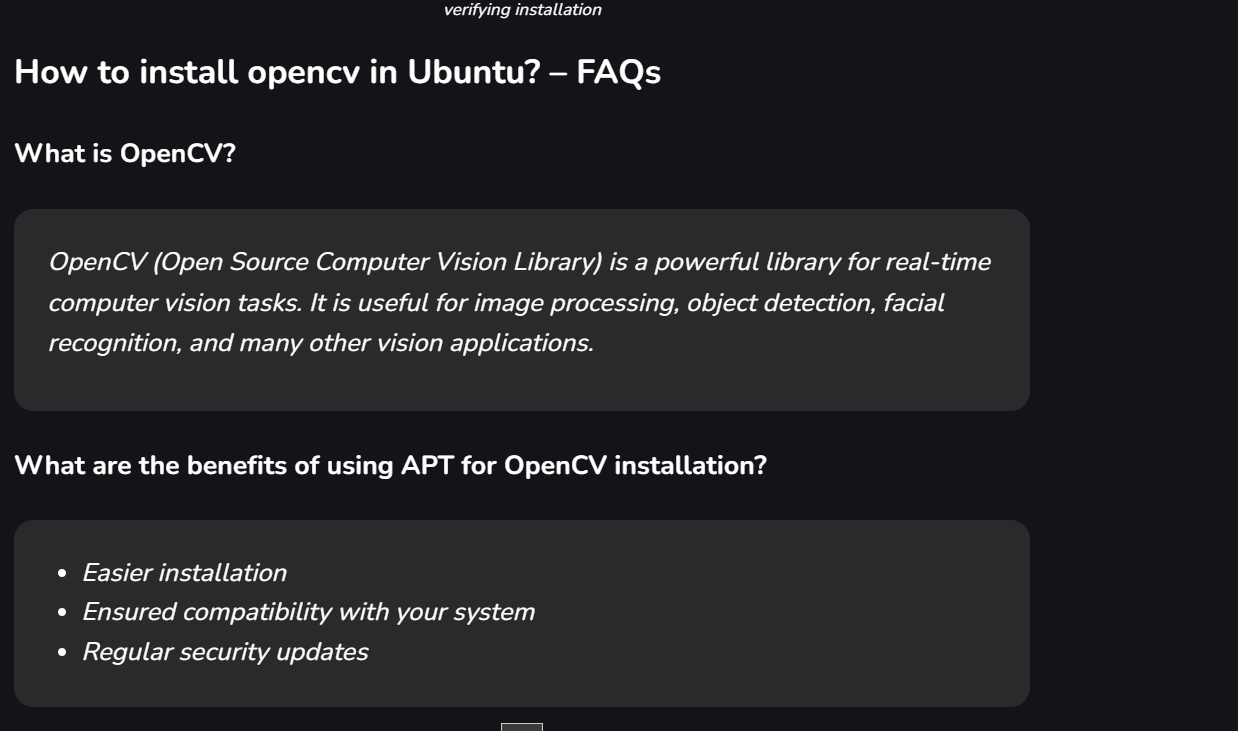 verifying installation
How to install opencv in Ubuntu? – FAQs
What is OpenCV?
OpenCV (Open Source Computer Vision Library) is a powerful library for real-time
computer vision tasks. It is useful for image processing, object detection, facial
recognition, and many other vision applications.
What are the benefits of using APT for OpenCV installation?
• Easier installation
• Ensured compatibility with your system
• Regular security updates